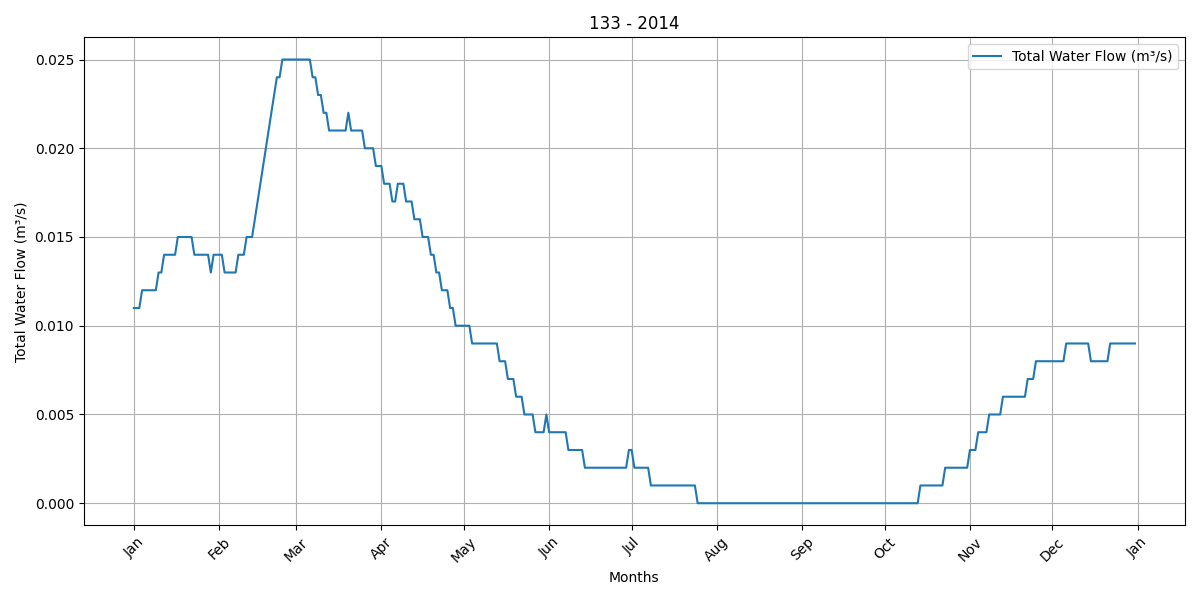 133 - 2014
Total Water Flow (m³/s)
Total Water Flow (m³/s)
0.025
0.020
0.015
0.010
0.005
0.000
Jan
Feb
Mar
Apr
May
Jun
Jul
Aug
Sep
Oct
Nov
Dec
Jan
Months